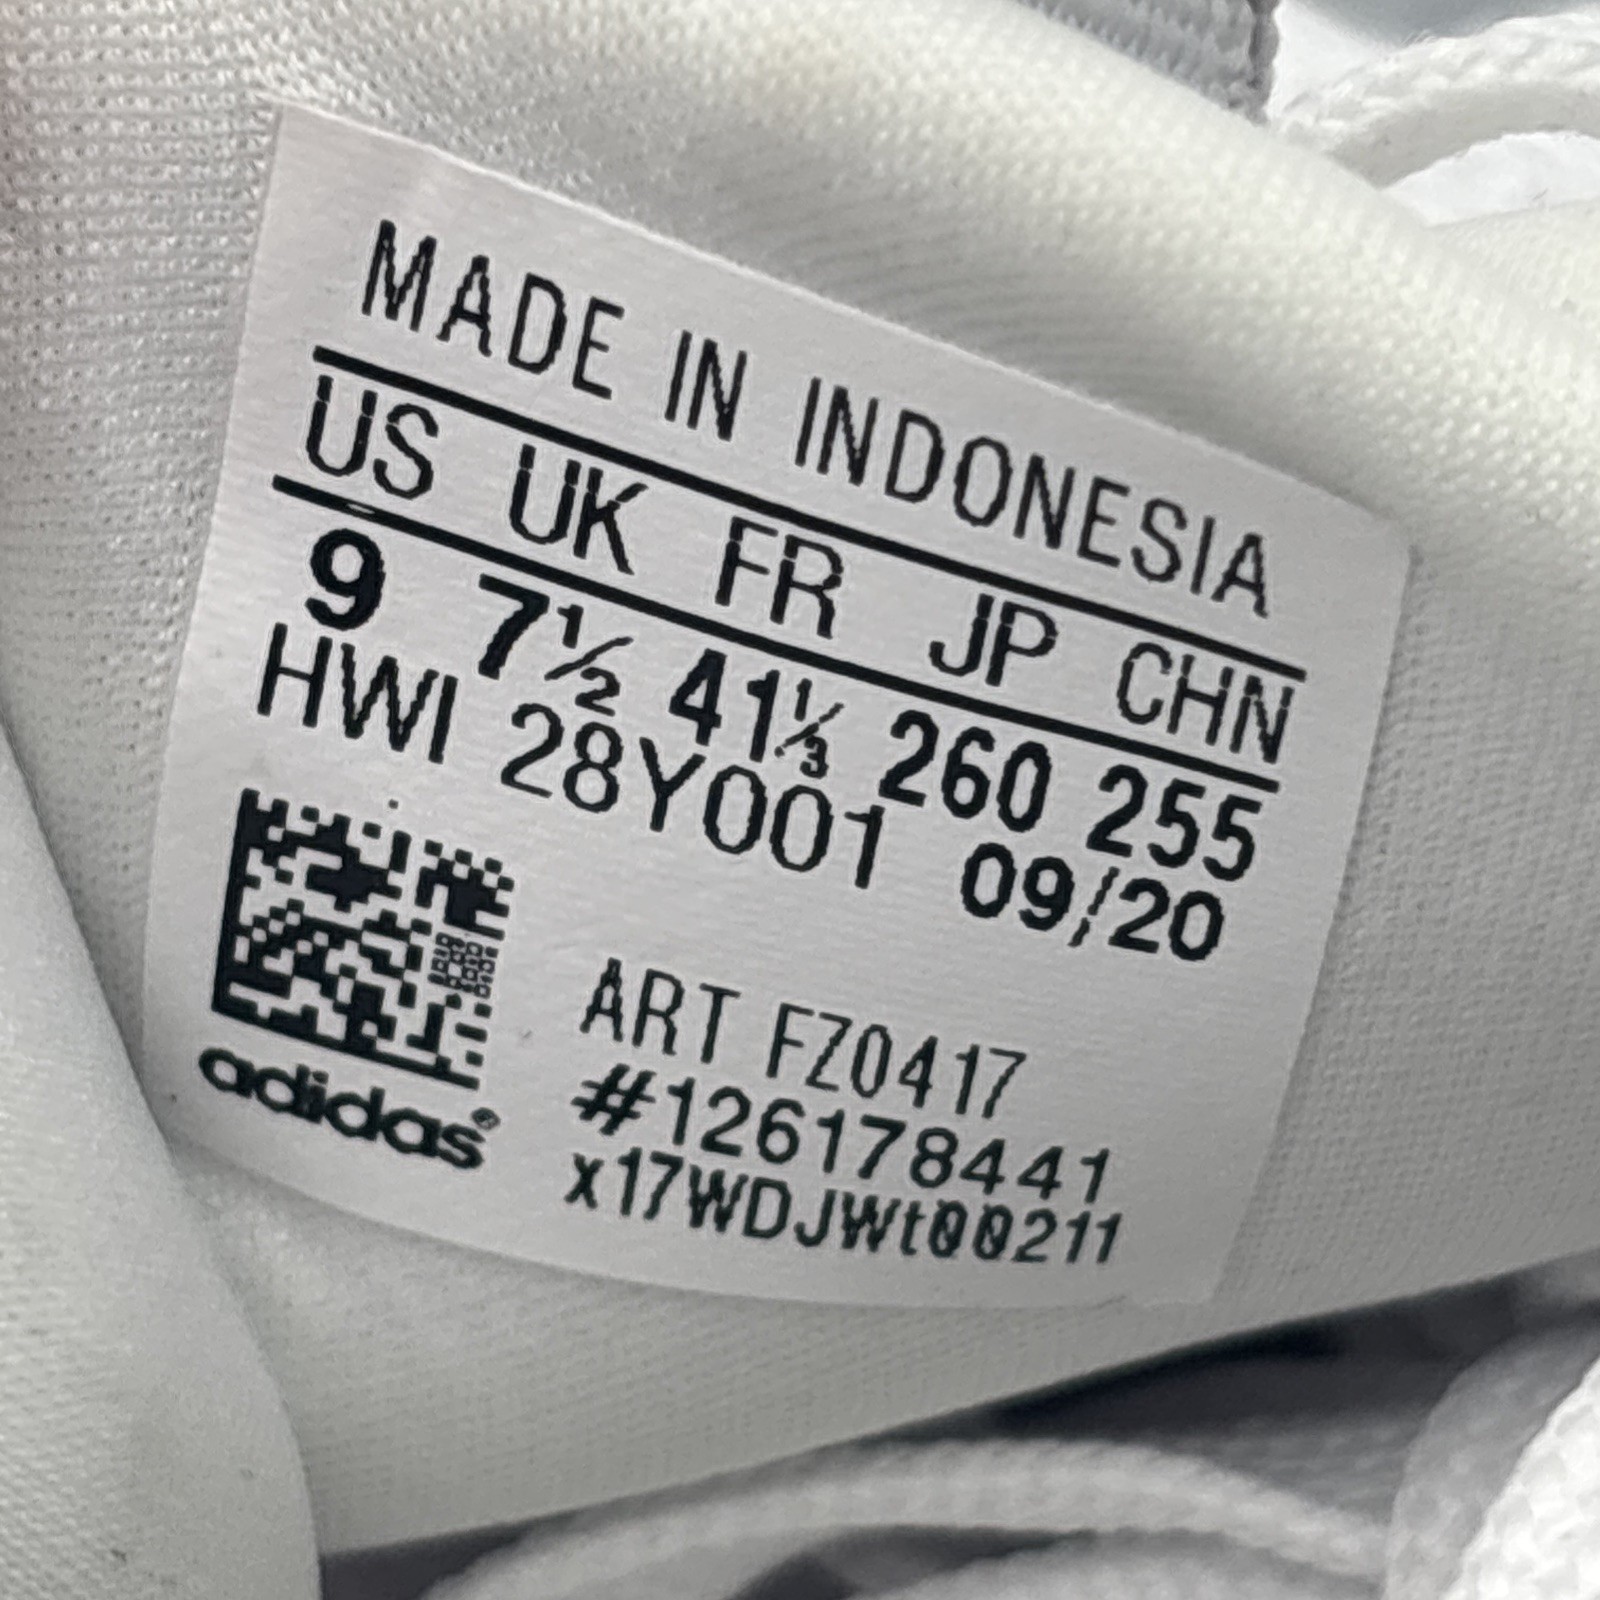 MADE IN INDONESIA
US UK FR JP CHN
9 7½ 41⅓ 260 255
HWI 28Y001 09/20
ART FZ0417
#126178441
x17WDJWt00211
adidas®